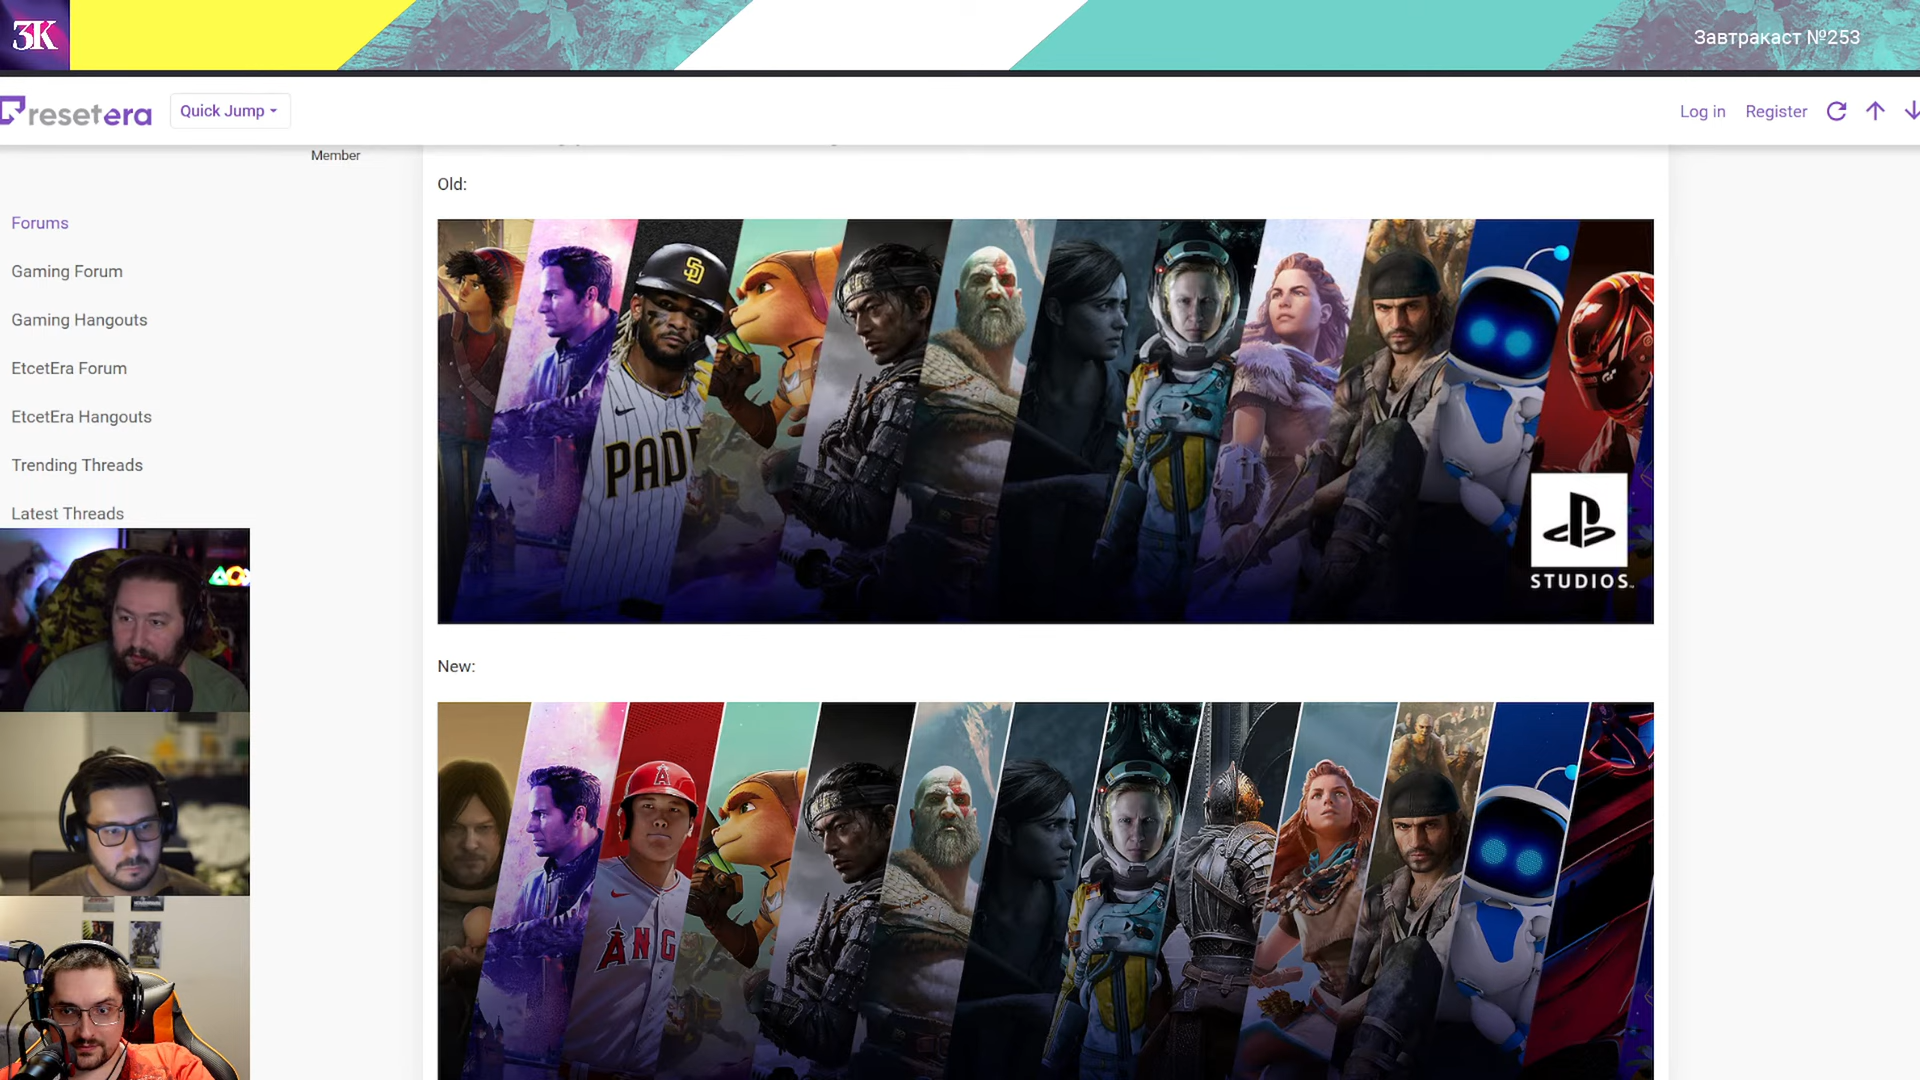 3K
Завтракаст №253
resetera
Quick Jump
Log in
Register
Member
Old:
Forums
Gaming Forum
Gaming Hangouts
EtcetEra Forum
EtcetEra Hangouts
Trending Threads
Latest Threads
SD
PAD
STUDIOS™
New:
A
ANG